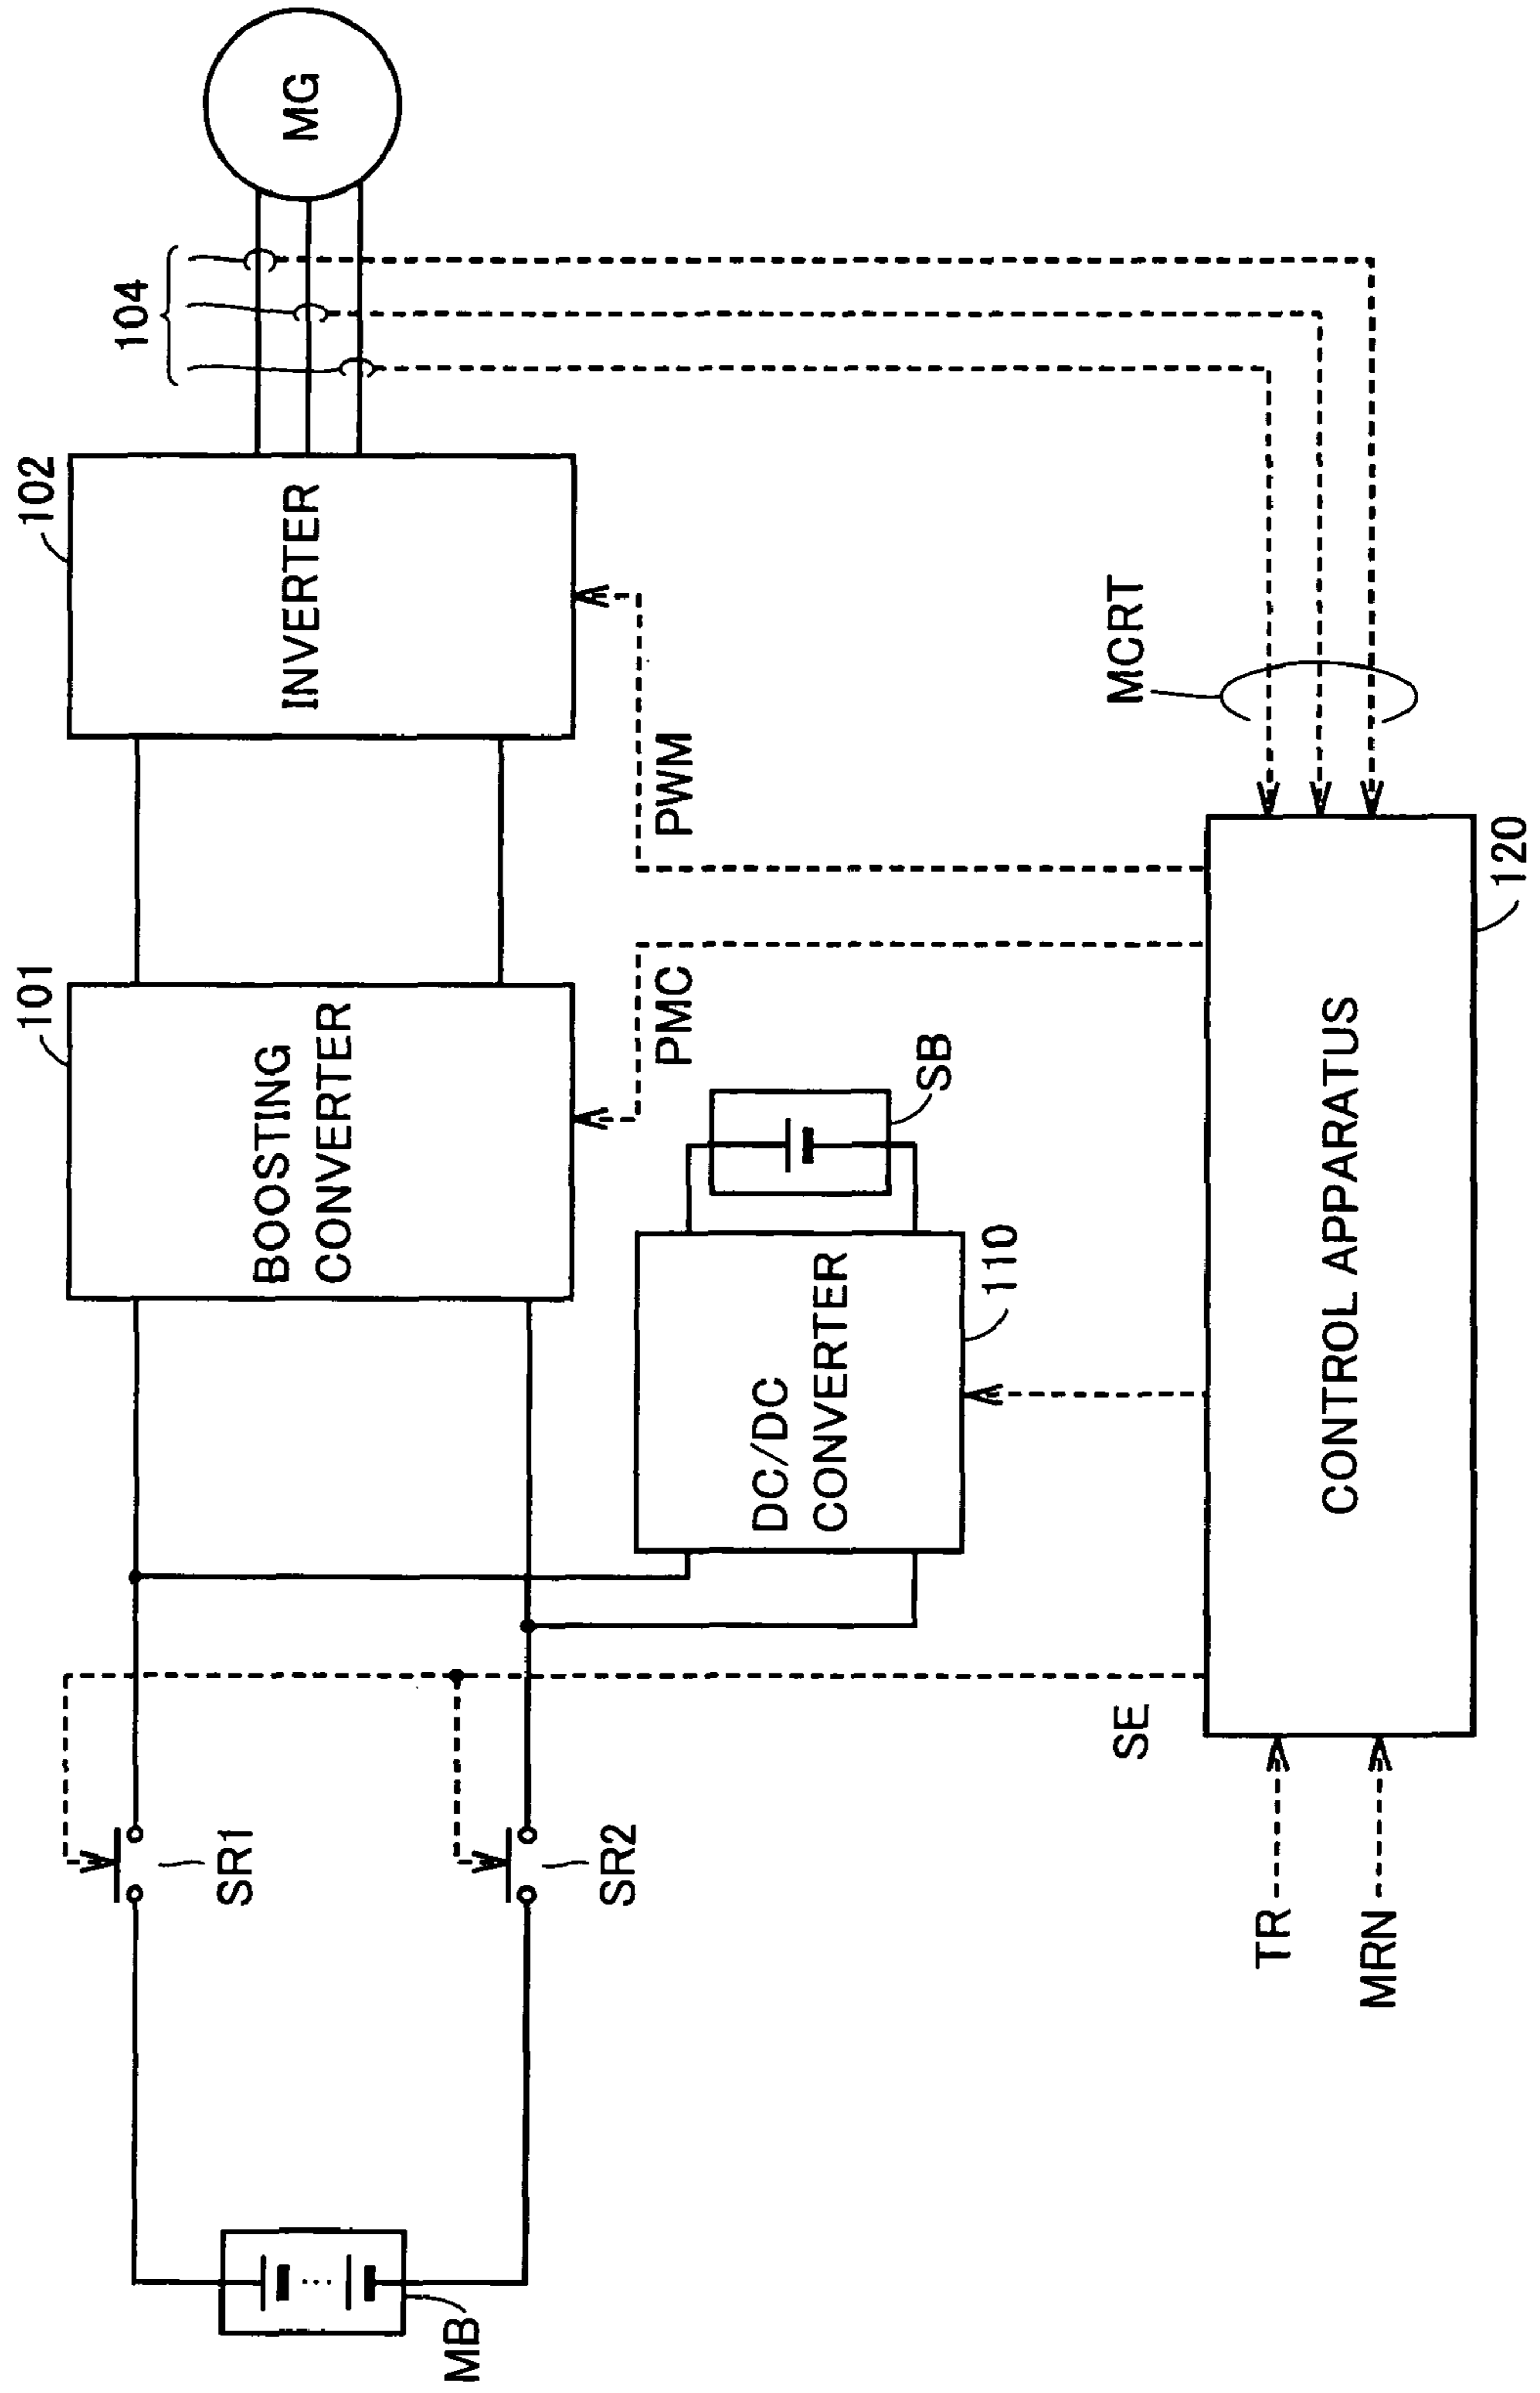 101
102
104
BOOSTING
CONVERTER
INVERTER
MG
SR1
PMC
PWM
SR2
MB
DC/DC
CONVERTER
SB
110
SE
MCRT
TR
MRN
CONTROL APPARATUS
120